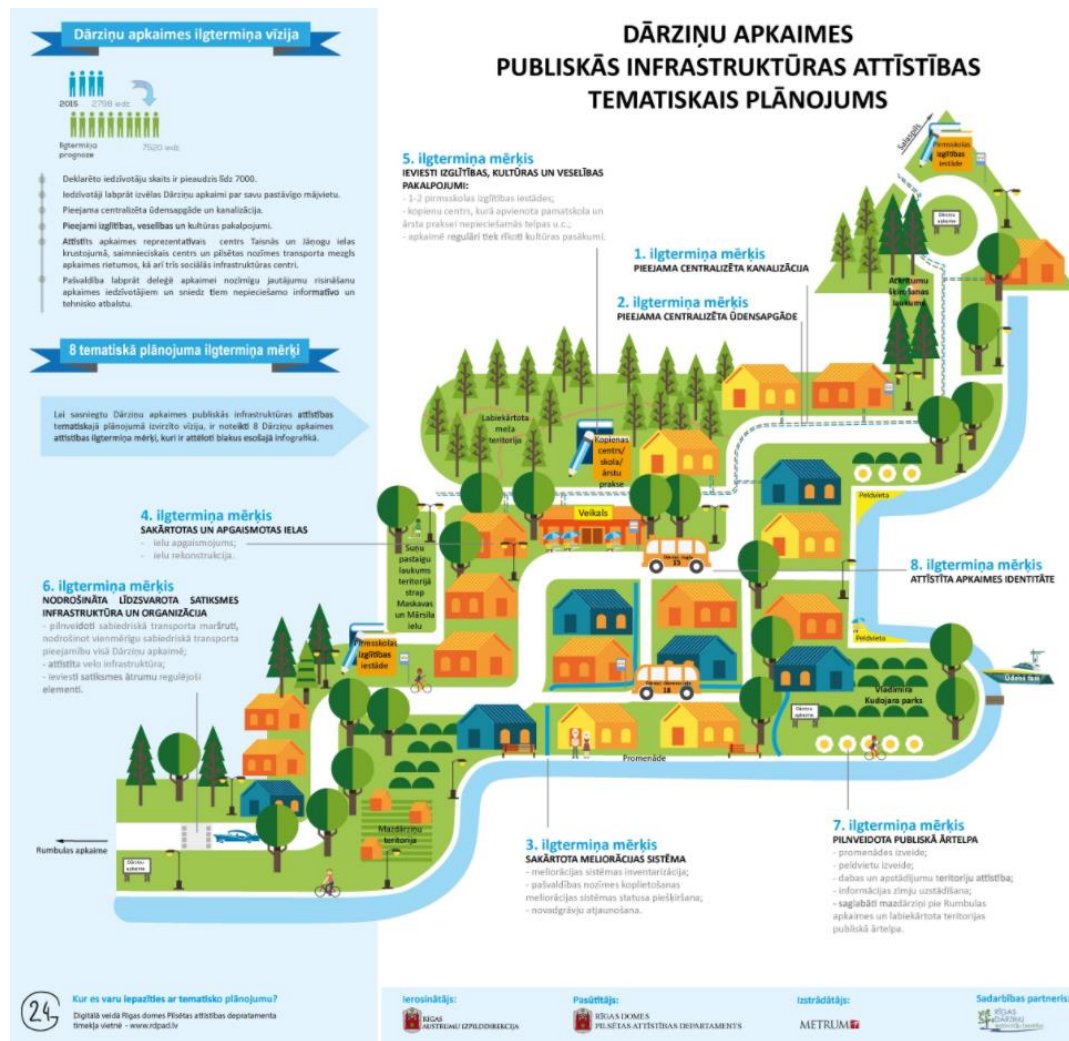 Dārziņu apkaimes ilgtermiņa vīzija
2015 2798 iedz
Ilgtermiņa
prognoze
7520 iedz.
Deklarēto iedzīvotāju skaits ir pieaudzis līdz 7000.
Iedzīvotāji labprāt izvēlas Dārziņu apkaimi par savu pastāvīgo mājvietu.
Pieejama centralizēta ūdensapgāde un kanalizācija.
Pieejami izglītības, veselības un kultūras pakalpojumi.
Attīstīts apkaimes reprezentatīvais centrs Taisnās un Jāņogu ielas
krustojumā, saimnieciskais centrs un pilsētas nozīmes transporta mezgls
apkaimes rietumos, kā arī trīs sociālās infrastruktūras centri.
Pašvaldība labprāt deleģē apkaimei nozīmīgu jautājumu risināšanu
apkaimes iedzīvotājiem un sniedz tiem nepieciešamo informatīvo un
tehnisko atbalstu.
8 tematiskā plānojuma ilgtermiņa mērķi
Lai sasniegtu Dārziņu apkaimes publiskās infrastruktūras attīstības
tematiskajā plānojumā izvirzīto vīziju, ir noteikti 8 Dārziņu apkaimes
attīstības ilgtermiņa mērķi, kuri ir attēloti blakus esošajā infografikā.
DĀRZIŅU APKAIMES
PUBLISKĀS INFRASTRUKTŪRAS ATTĪSTĪBAS
TEMATISKAIS PLĀNOJUMS
Salaspils
Pirmsskolas
izglītības
iestāde
Dārziņu
apkaime
5. ilgtermiņa mērķis
IEVIESTI IZGLĪTĪBAS, KULTŪRAS UN VESELĪBAS
PAKALPOJUMI:
- 1-2 pirmsskolas izglītības iestādes;
- kopienu centrs, kurā apvienota pamatskola un
ārsta praksei nepieciešamās telpas u.c.;
- apkaimē regulāri tiek rīkoti kultūras pasākumi.
1. ilgtermiņa mērķis
PIEEJAMA CENTRALIZĒTA KANALIZĀCIJA
2. ilgtermiņa mērķis
PIEEJAMA CENTRALIZĒTA ŪDENSAPGĀDE
Atkritumu
šķirošanas
laukums
Labiekārtota
meža
teritorija
Kopienas
centrs/
skola/
ārstu
prakse
Peldvieta
Veikals
4. ilgtermiņa mērķis
SAKĀRTOTAS UN APGAISMOTAS IELAS
- ielu apgaismojums;
- ielu rekonstrukcija.
Suņu
pastaigu
laukums
teritorijā
strap
Maskavas
un Mārsila
ielu
15
8. ilgtermiņa mērķis
ATTĪSTĪTA APKAIMES IDENTITĀTE
6. ilgtermiņa mērķis
NODROŠINĀTA LĪDZSVAROTA SATIKSMES
INFRASTRUKTŪRA UN ORGANIZĀCIJA
- pilnveidoti sabiedriskā transporta maršruti,
nodrošinot vienmērīgu sabiedriskā transporta
pieejamību visā Dārziņu apkaimē;
- attīstīta velo infrastruktūra;
- ieviesti satiksmes ātrumu regulējoši
elementi.
Pirmsskolas
izglītības
iestāde
Peldvieta
18
Ūdens taxi
Vladimira
Kudojara parks
Dārziņu
apkaime
Promenāde
Mazdārziņu
teritorija
Rumbulas apkaime
Dārziņu
apkaime
3. ilgtermiņa mērķis
SAKĀRTOTA MELIORĀCIJAS SISTĒMA
- meliorācijas sistēmas inventarizācija;
- pašvaldības nozīmes koplietošanas
meliorācijas sistēmas statusa piešķiršana;
- novadgrāvju atjaunošana.
7. ilgtermiņa mērķis
PILNVEIDOTA PUBLISKĀ ĀRTELPA
- promenādes izveide;
- peldvietu izveide;
- dabas un apstādījumu teritoriju attīstība;
- informācijas zīmju uzstādīšana;
- saglabāti mazdārziņi pie Rumbulas
apkaimes un labiekārtota teritorijas
publiskā ārtelpa.
24
Kur es varu iepazīties ar tematisko plānojumu?
Digitālā veidā Rīgas domes Pilsētas attīstības depratamenta
tīmekļa vietnē - www.rdpad.lv
Ierosinātājs:
RĪGAS
AUSTRUMU IZPILDDIREKCIJA
Pasūtītājs:
RĪGAS DOMES
PILSĒTAS ATTĪSTĪBAS DEPARTAMENTS
Izstrādātājs:
METRUM
Sadarbības partneris:
RĪGAS
DĀRZIŅU